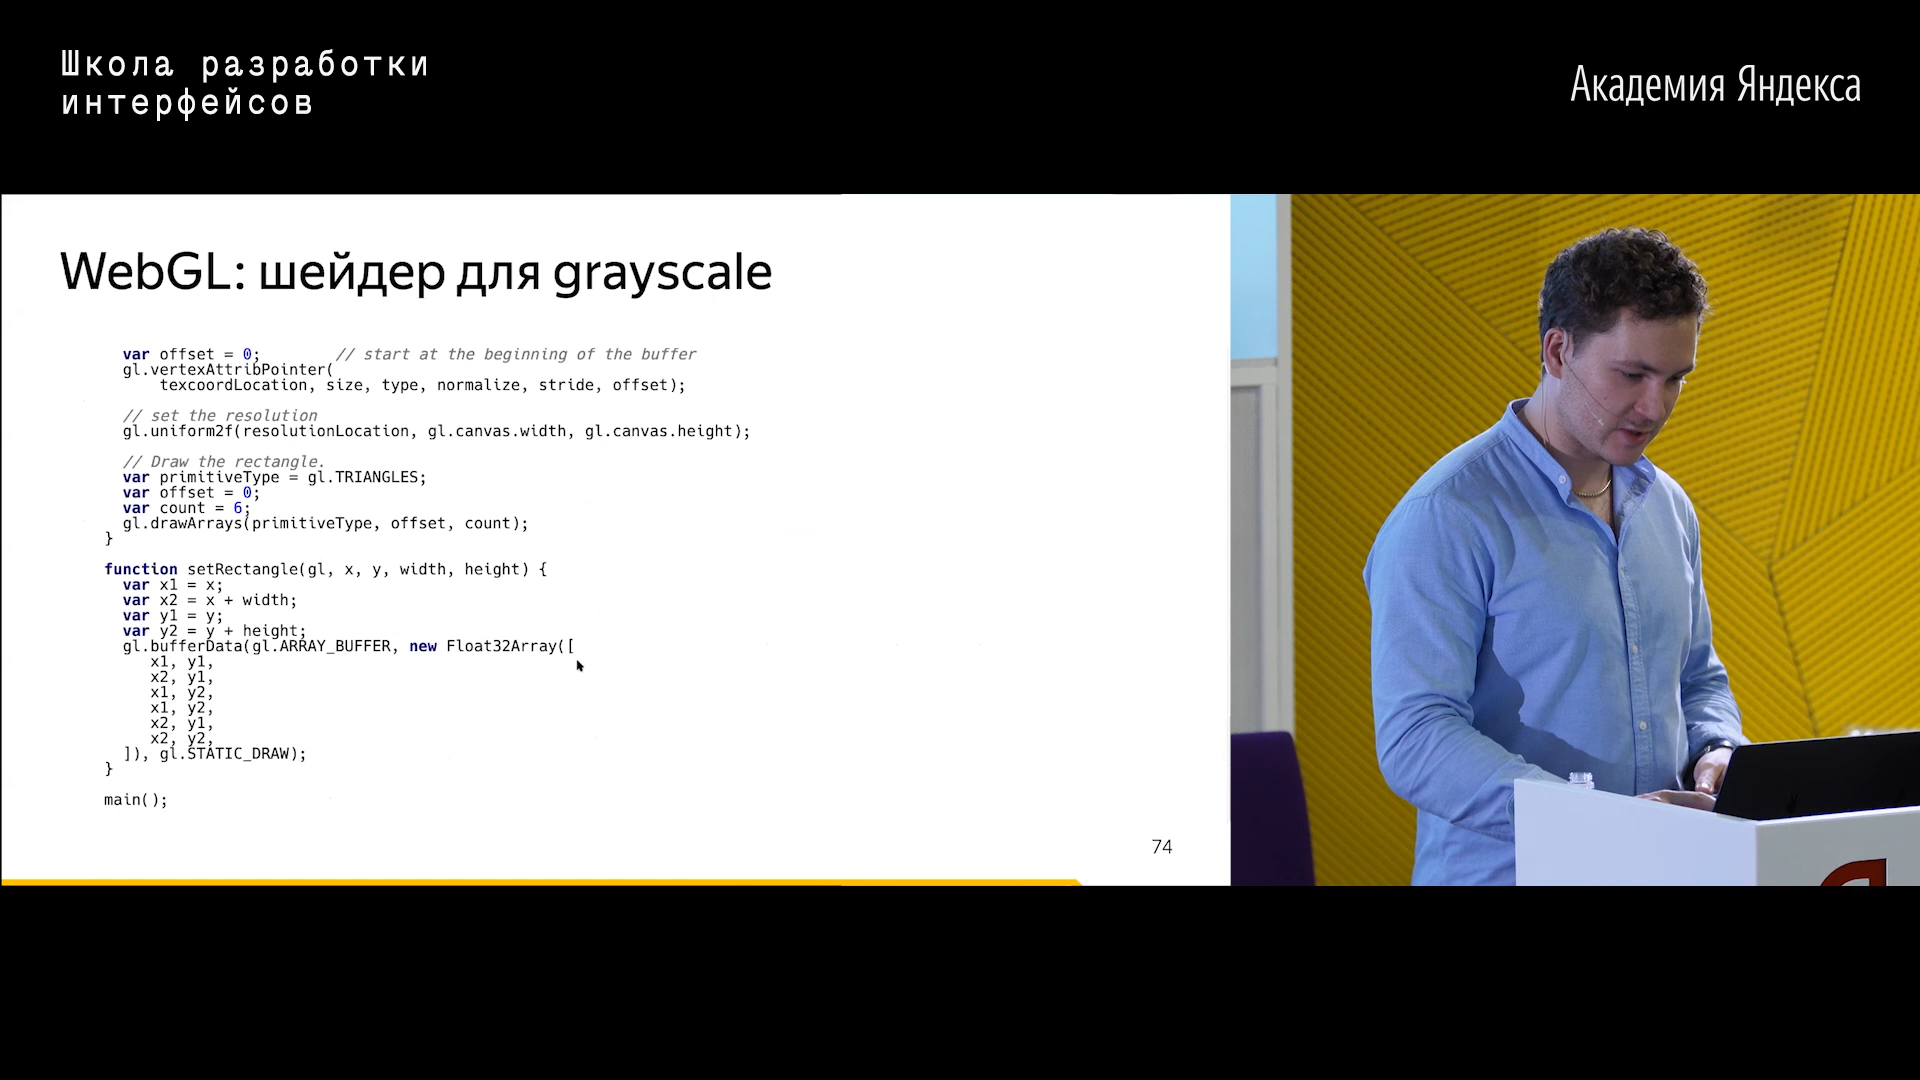 Школа разработки
интерфейсов
Академия Яндекса
WebGL: шейдер для grayscale
var offset = 0;        // start at the beginning of the buffer
gl.vertexAttribPointer(
texcoordLocation, size, type, normalize, stride, offset);
// set the resolution
gl.uniform2f(resolutionLocation, gl.canvas.width, gl.canvas.height);
// Draw the rectangle.
var primitiveType = gl.TRIANGLES;
var offset = 0;
var count = 6;
gl.drawArrays(primitiveType, offset, count);
}
function setRectangle(gl, x, y, width, height) {
var x1 = x;
var x2 = x + width;
var y1 = y;
var y2 = y + height;
gl.bufferData(gl.ARRAY_BUFFER, new Float32Array([
x1, y1,
x2, y1,
x1, y2,
x1, y2,
x2, y1,
x2, y2,
]), gl.STATIC_DRAW);
}
main();
74
Я